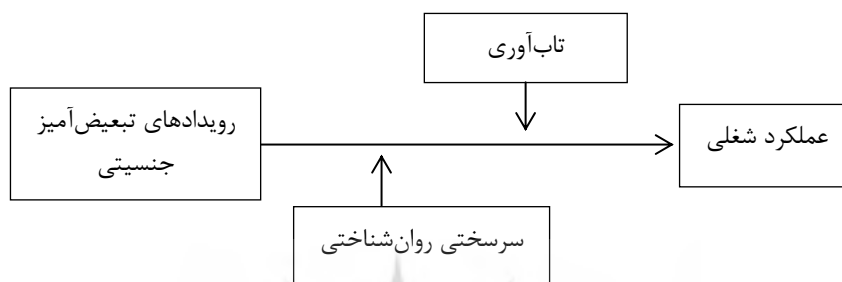 تاب‌آوری
رویدادهای تبعیض‌آمیز
جنسیتی
عملکرد شغلی
سرسختی روان‌شناختی